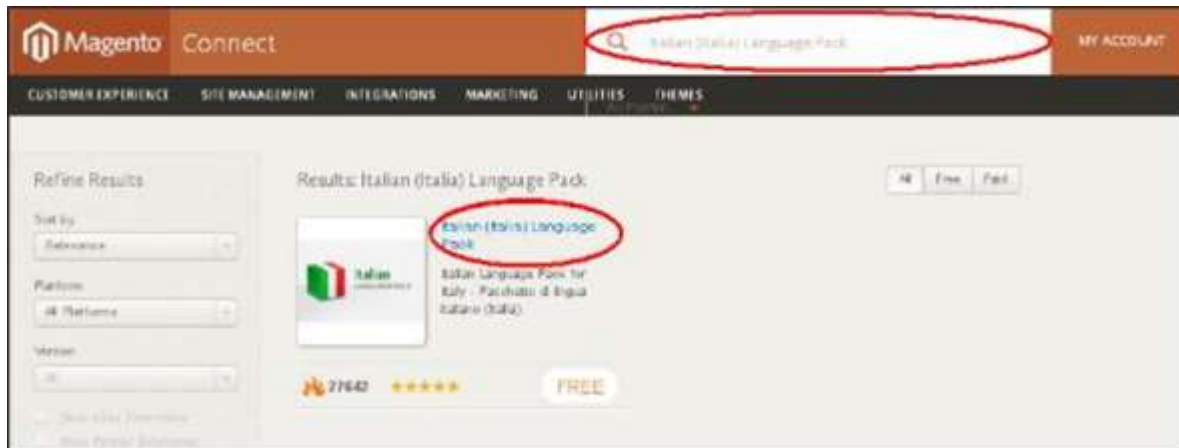 Magento Connect
Italian (Italia) Language Pack
MY ACCOUNT
CUSTOMER EXPERIENCE SITE MANAGEMENT INTEGRATIONS MARKETING UTILITIES THEMES
Refine Results
Results: Italian (Italia) Language Pack
All Free Paid
Sort by
Relevance
Platform
All Platforms
Version
All
Italian (Italia) Language
Pack
Italian
Italian Language Pack for
Italy - Pacchetto di lingua
italiano (Italia)
27642
FREE